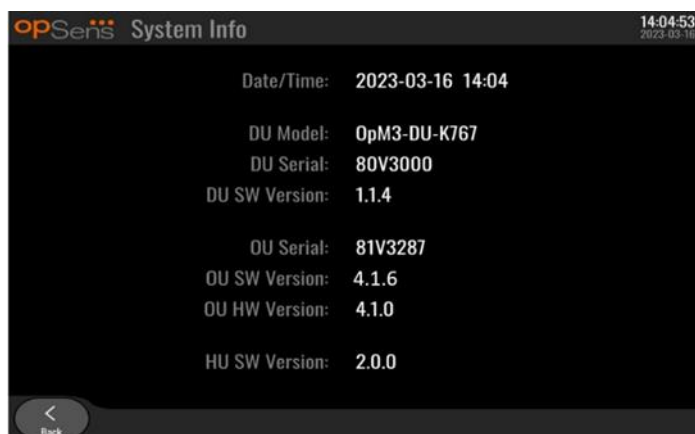 opSens System Info
14:04:53
2023-03-16
Date/Time: 2023-03-16 14:04
DU Model: OpM3-DU-K767
DU Serial: 80V3000
DU SW Version: 1.1.4
OU Serial: 81V3287
OU SW Version: 4.1.6
OU HW Version: 4.1.0
HU SW Version: 2.0.0
Back